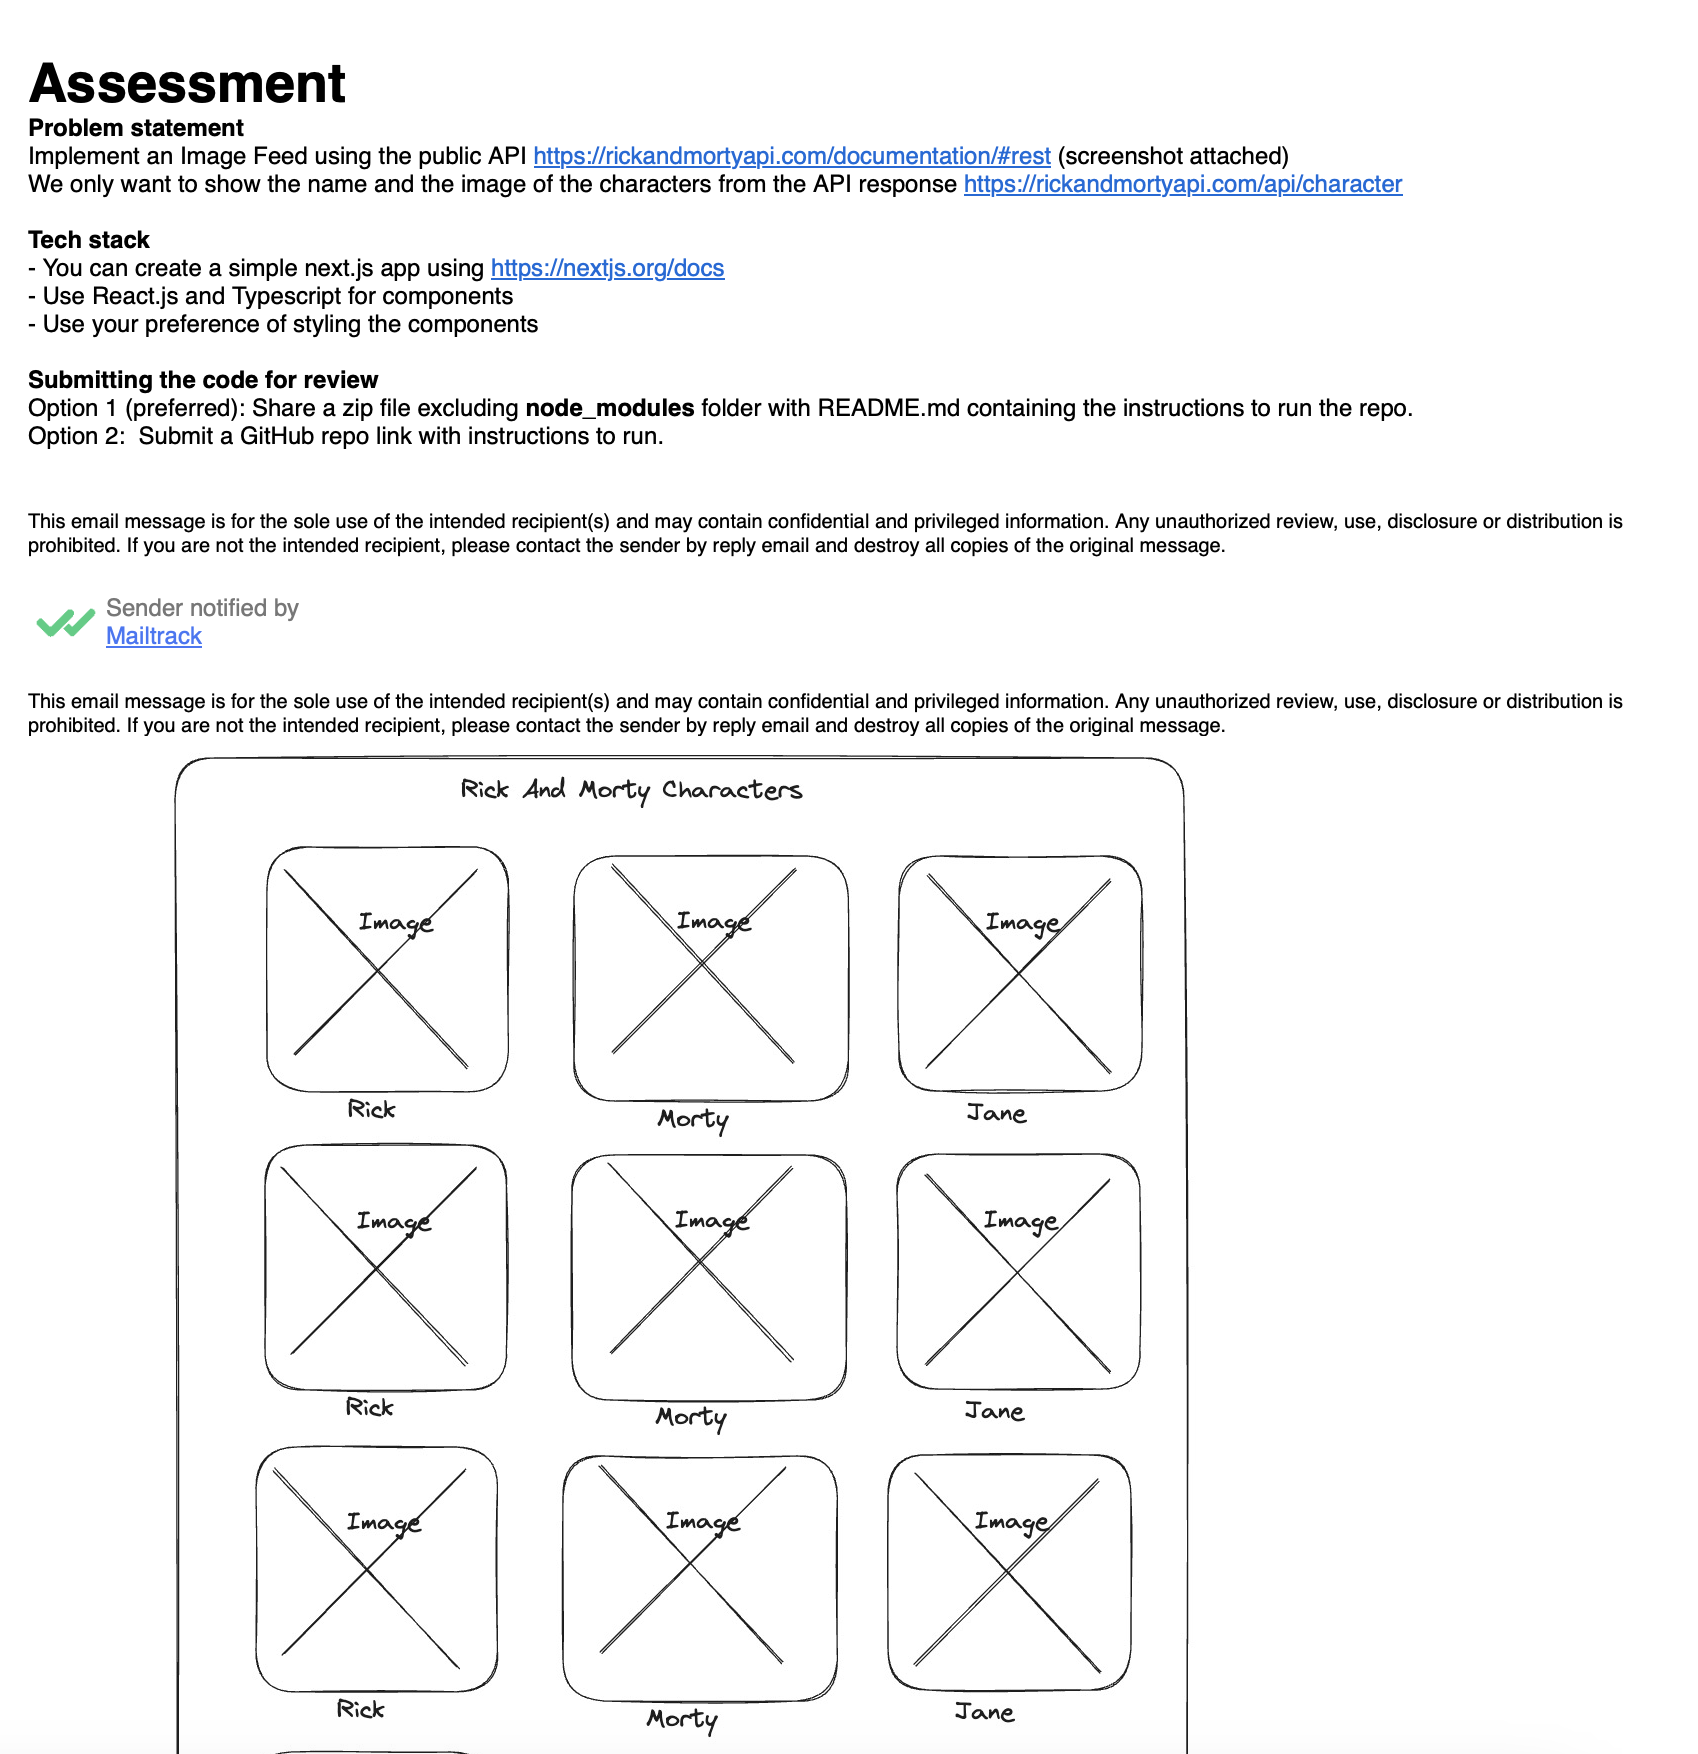 Assessment
Problem statement
Implement an Image Feed using the public API https://rickandmortyapi.com/documentation/#rest (screenshot attached)
We only want to show the name and the image of the characters from the API response https://rickandmortyapi.com/api/character
Tech stack
- You can create a simple next.js app using https://nextjs.org/docs
- Use React.js and Typescript for components
- Use your preference of styling the components
Submitting the code for review
Option 1 (preferred): Share a zip file excluding node_modules folder with README.md containing the instructions to run the repo.
Option 2:  Submit a GitHub repo link with instructions to run.
This email message is for the sole use of the intended recipient(s) and may contain confidential and privileged information. Any unauthorized review, use, disclosure or distribution is
prohibited. If you are not the intended recipient, please contact the sender by reply email and destroy all copies of the original message.
Sender notified by
Mailtrack
This email message is for the sole use of the intended recipient(s) and may contain confidential and privileged information. Any unauthorized review, use, disclosure or distribution is
prohibited. If you are not the intended recipient, please contact the sender by reply email and destroy all copies of the original message.
Rick And Morty Characters
Image Image Image
Rick Morty Jane
Image Image Image
Rick Morty Jane
Image Image Image
Rick Morty Jane